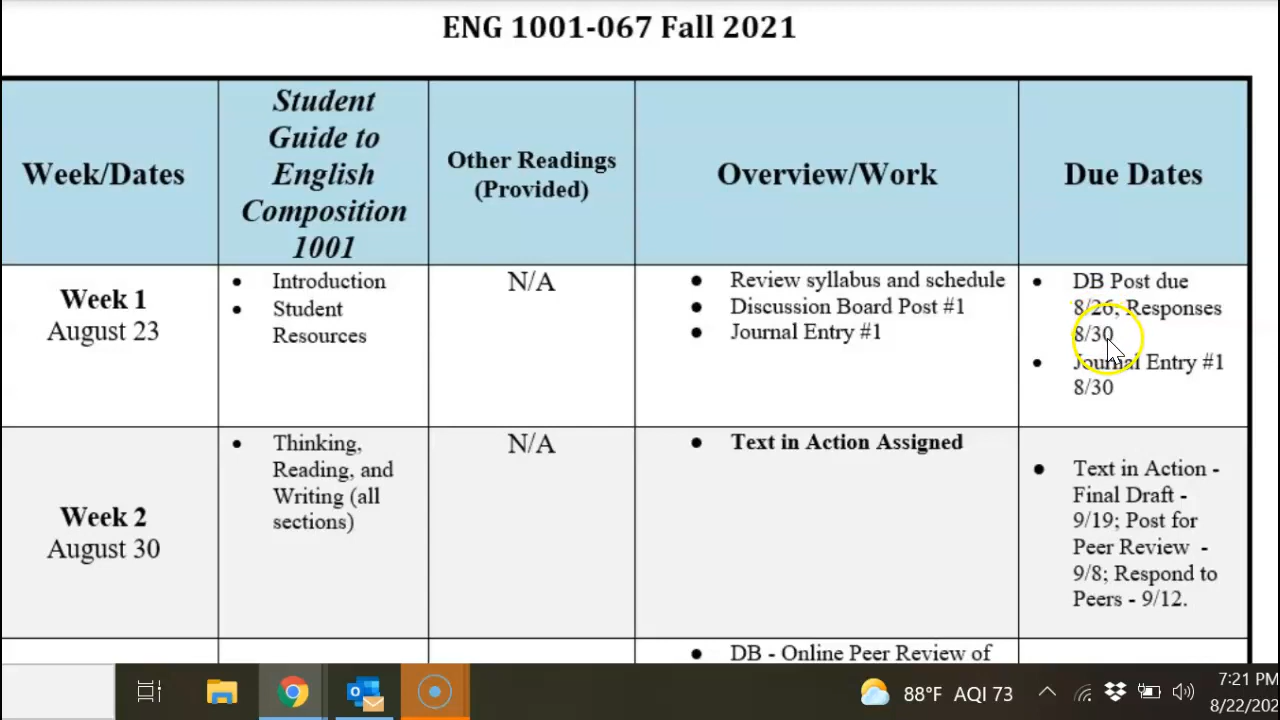 ENG 1001-067 Fall 2021
Week/Dates
Student
Guide to
English
Composition
1001
Other Readings
(Provided)
Overview/Work
Due Dates
Week 1
August 23
• Introduction
• Student
Resources
N/A
• Review syllabus and schedule
• Discussion Board Post #1
• Journal Entry #1
• DB Post due
8/26; Responses
8/30
• Journal Entry #1
8/30
Week 2
August 30
• Thinking,
Reading, and
Writing (all
sections)
N/A
• Text in Action Assigned
• Text in Action -
Final Draft -
9/19; Post for
Peer Review -
9/8; Respond to
Peers - 9/12.
• DB - Online Peer Review of
88°F AQI 73
7:21 PM
8/22/202